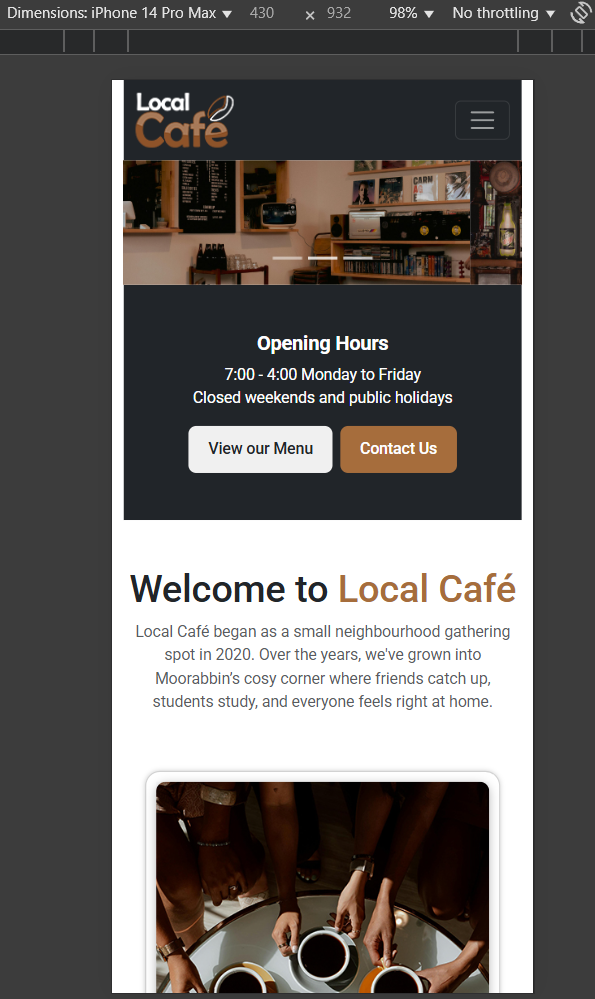 Dimensions: iPhone 14 Pro Max 430 × 932 98% No throttling
Local
Café
Opening Hours
7:00 - 4:00 Monday to Friday
Closed weekends and public holidays
View our Menu Contact Us
Welcome to Local Café
Local Café began as a small neighbourhood gathering
spot in 2020. Over the years, we've grown into
Moorabbin’s cosy corner where friends catch up,
students study, and everyone feels right at home.